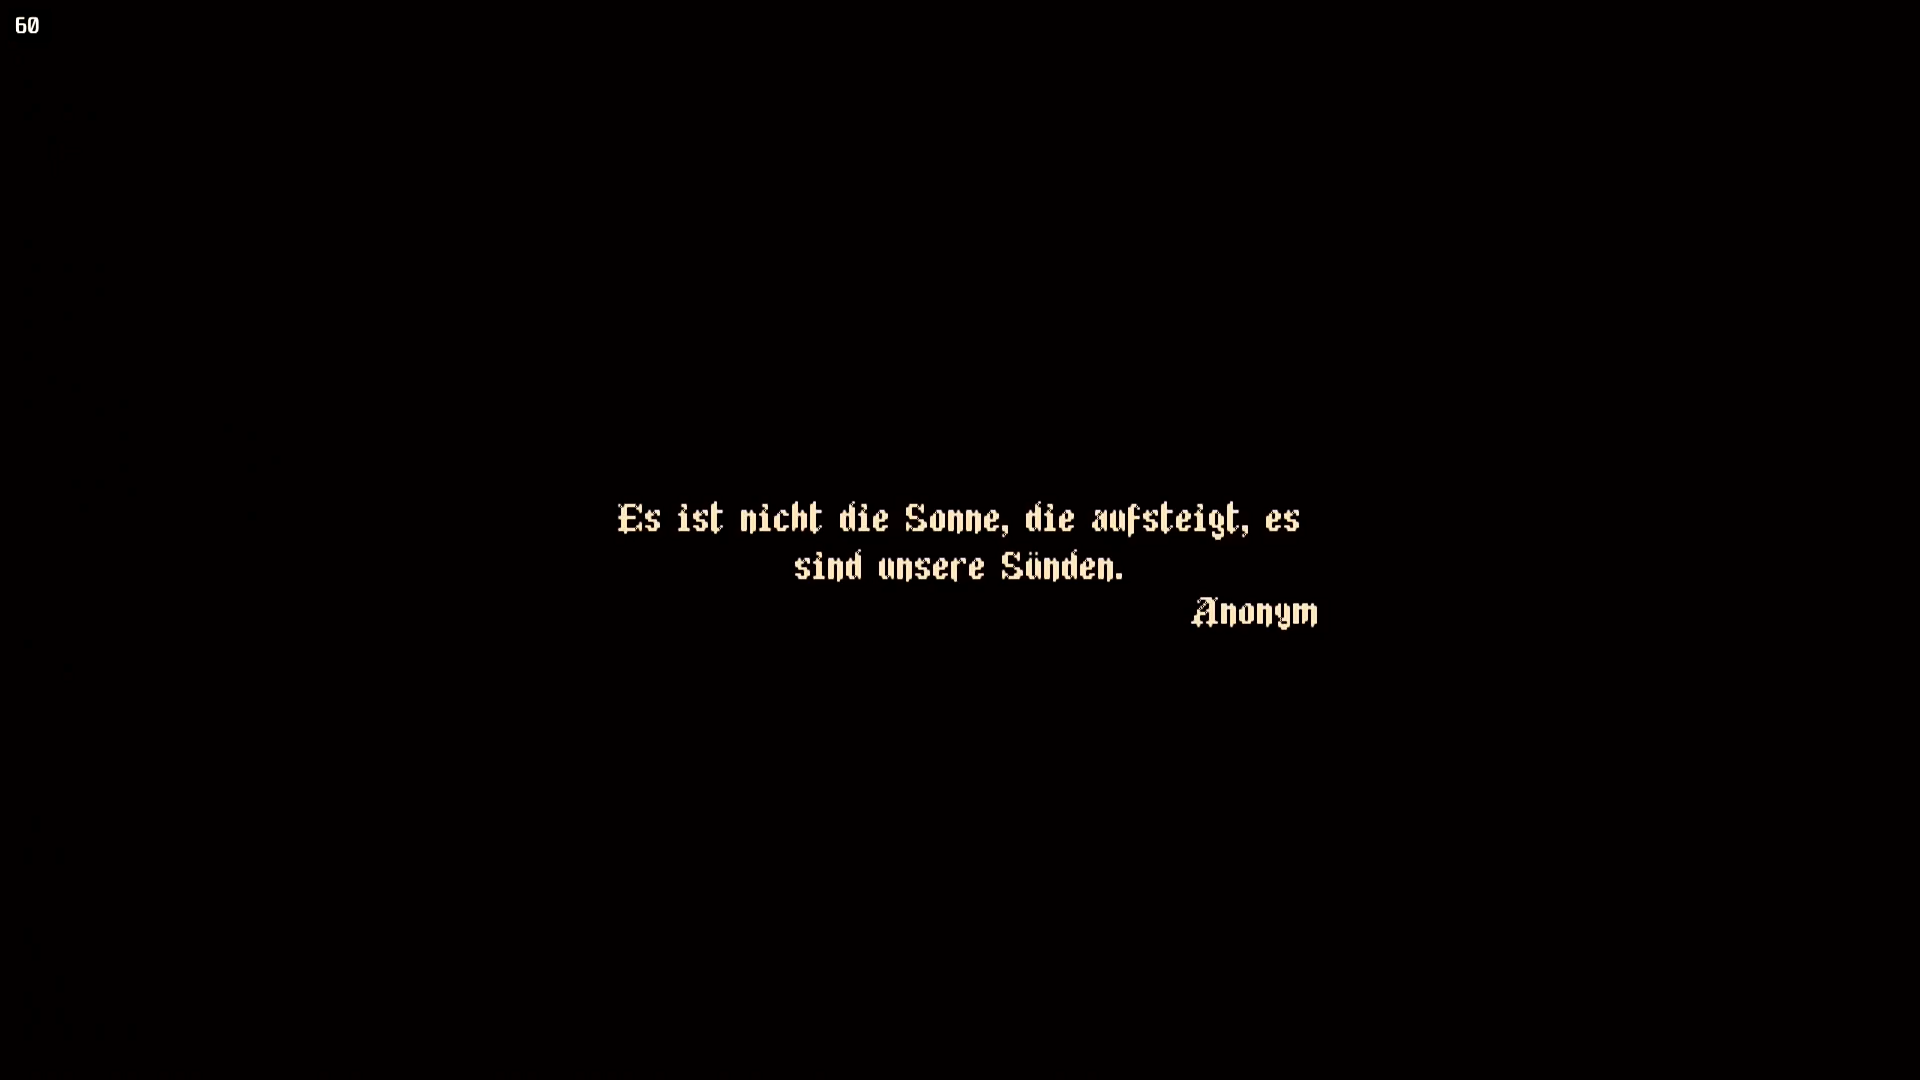 60
Es ist nicht die Sonne, die aufsteigt, es
sind unsere Sünden.
Anonym